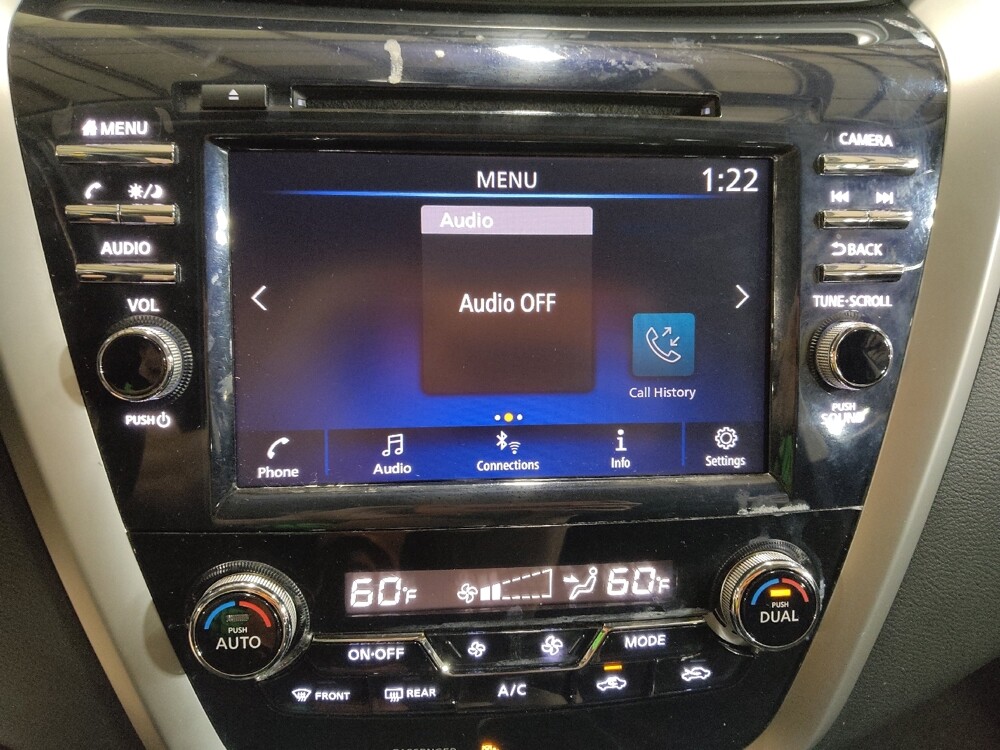 MENU
CAMERA
AUDIO
BACK
VOL
TUNE·SCROLL
PUSH
PUSH
SOUND
MENU
1:22
Audio
Audio OFF
Call History
Phone
Audio
Connections
Info
Settings
60°F
60°F
PUSH
AUTO
PUSH
DUAL
ON·OFF
MODE
FRONT
REAR
A/C